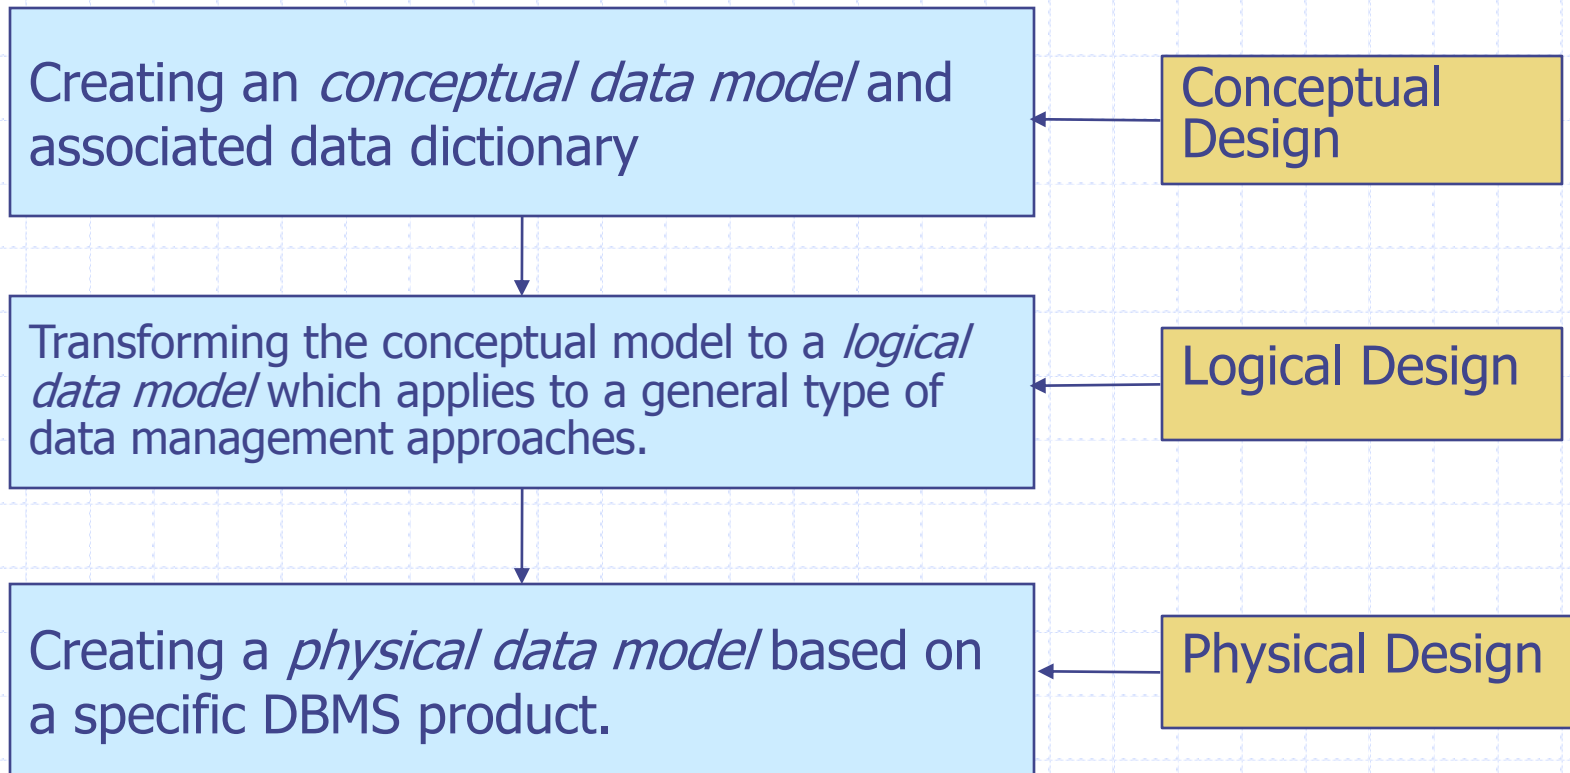 Creating an conceptual data model and
associated data dictionary
Conceptual
Design
Transforming the conceptual model to a logical
data model which applies to a general type of
data management approaches.
Logical Design
Creating a physical data model based on
a specific DBMS product.
Physical Design